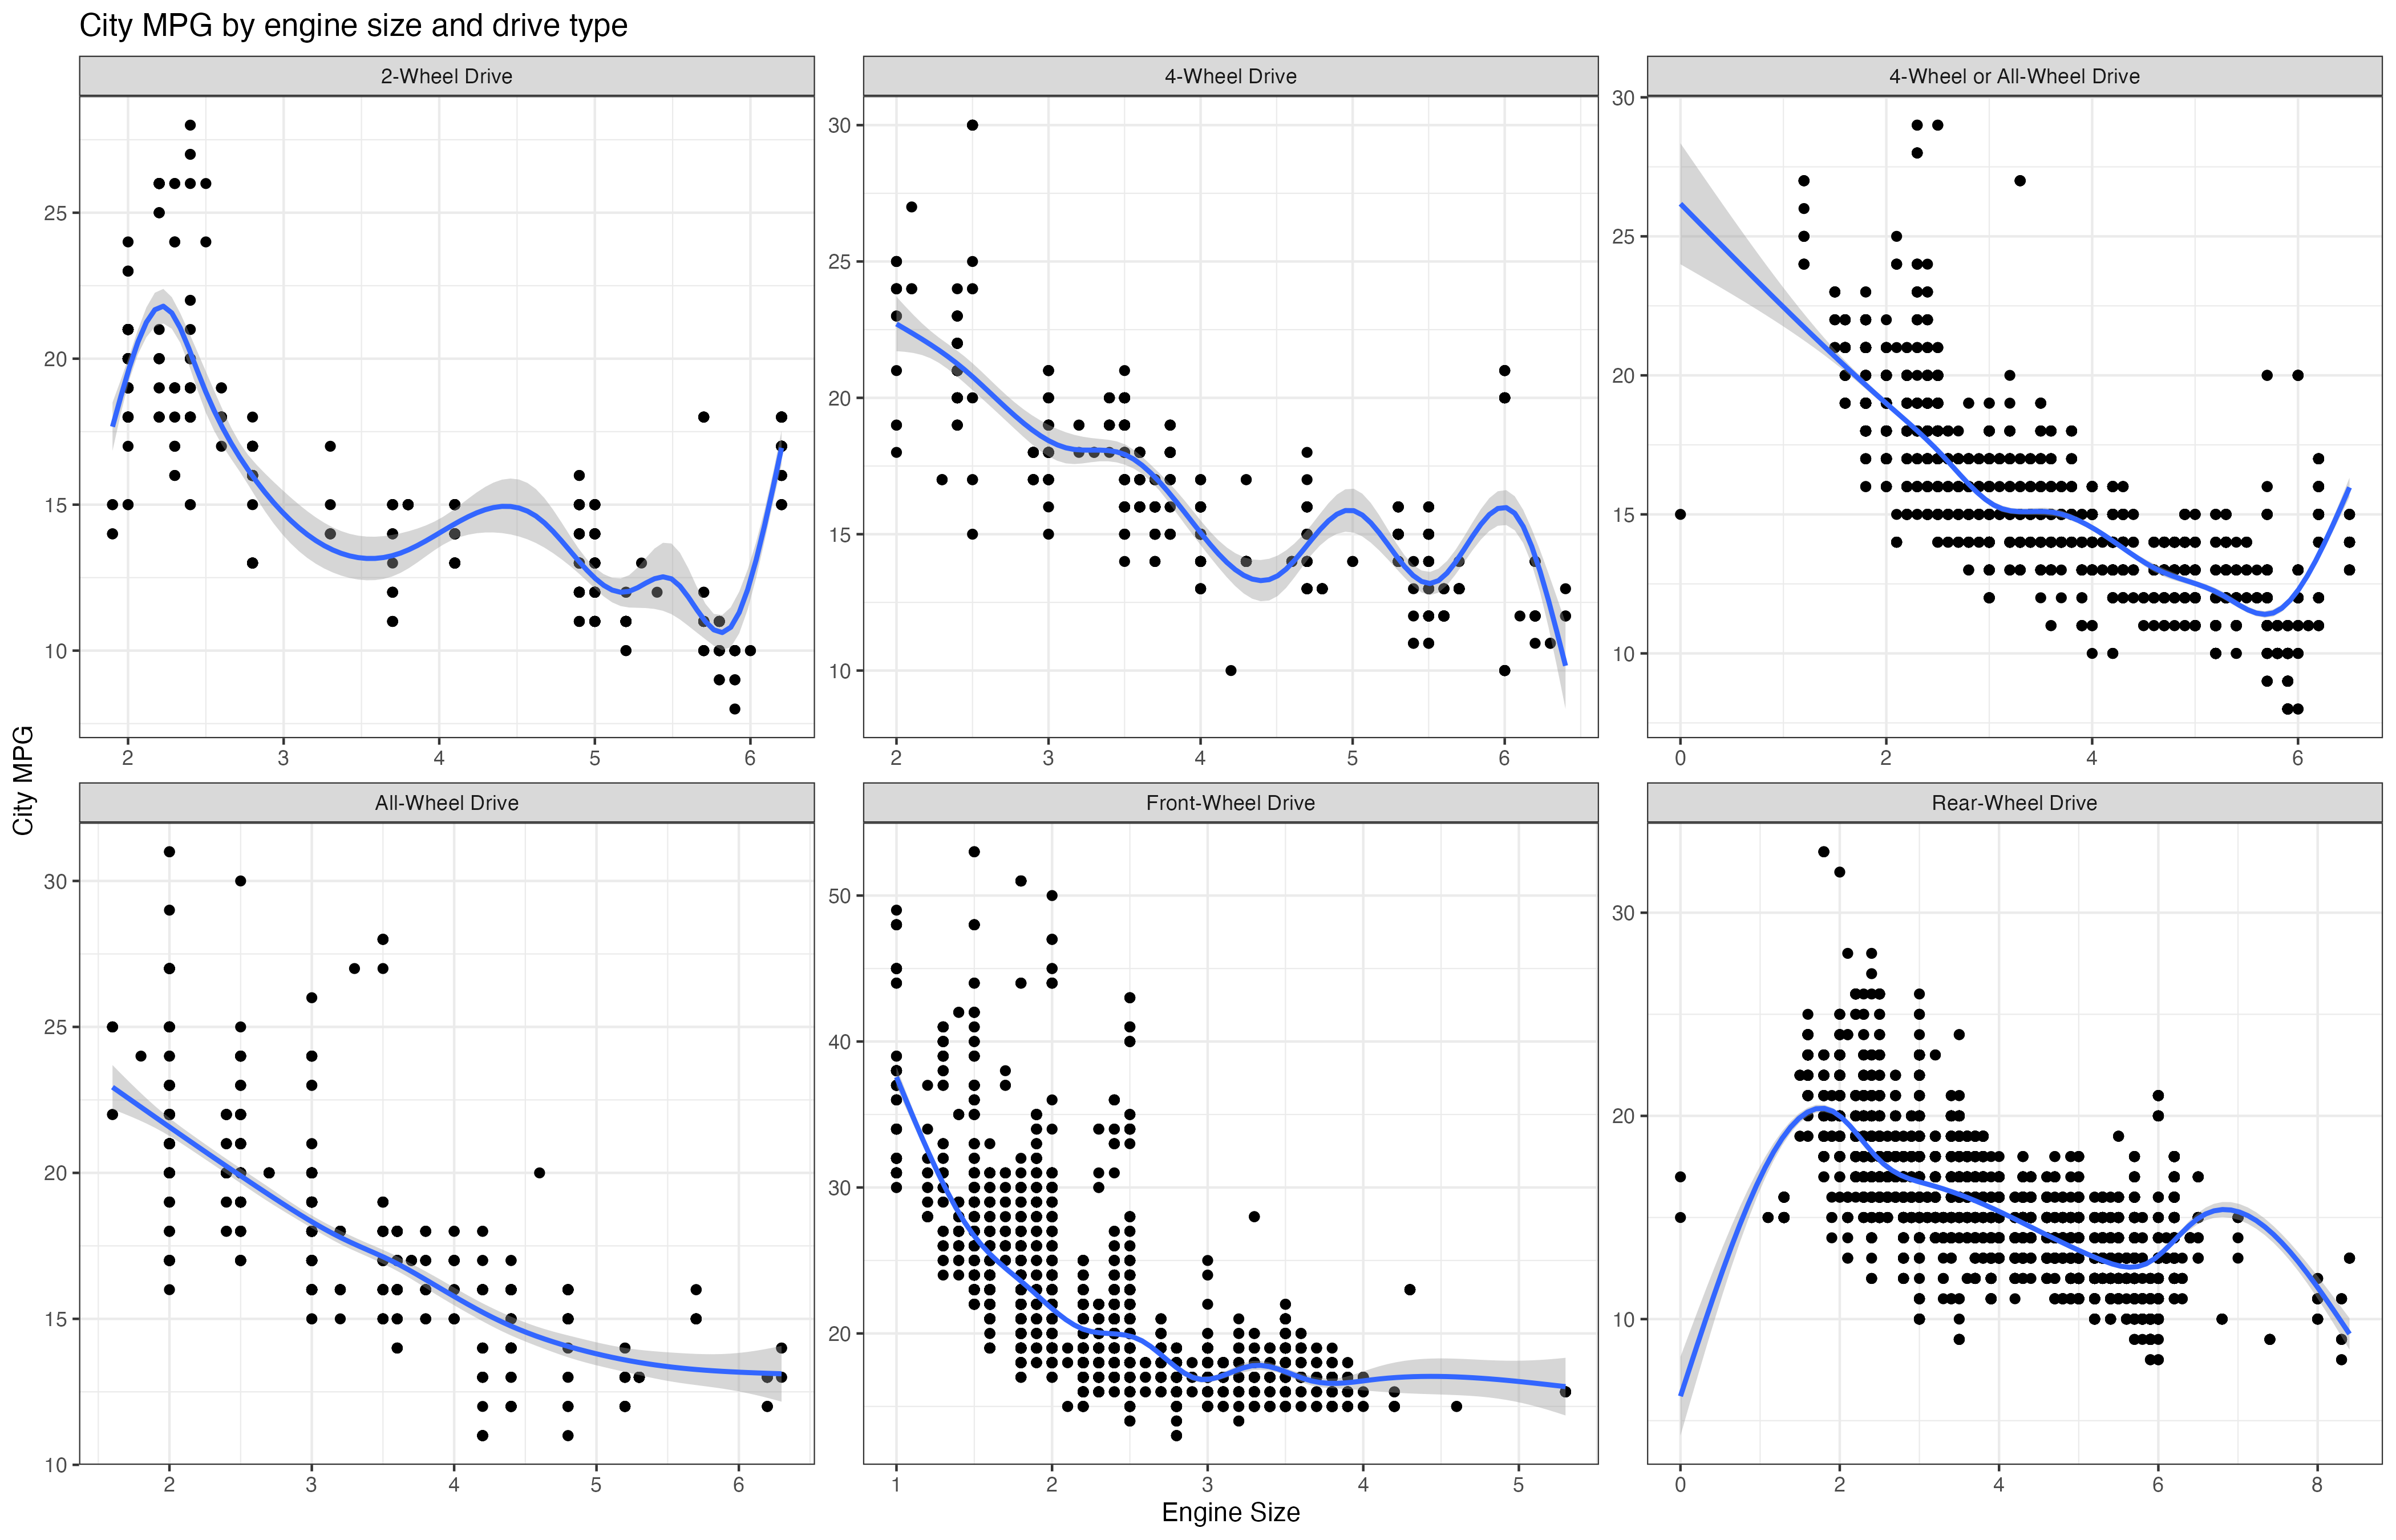 City MPG by engine size and drive type
2-Wheel Drive
4-Wheel Drive
4-Wheel or All-Wheel Drive
25
20
15
10
2 3 4 5 6
30
25
20
15
10
2 3 4 5 6
30
25
20
15
10
0 2 4 6
City MPG
All-Wheel Drive
Front-Wheel Drive
Rear-Wheel Drive
30
25
20
15
10
2 3 4 5 6
50
40
30
20
1 2 3 4 5
30
20
10
0 2 4 6 8
Engine Size